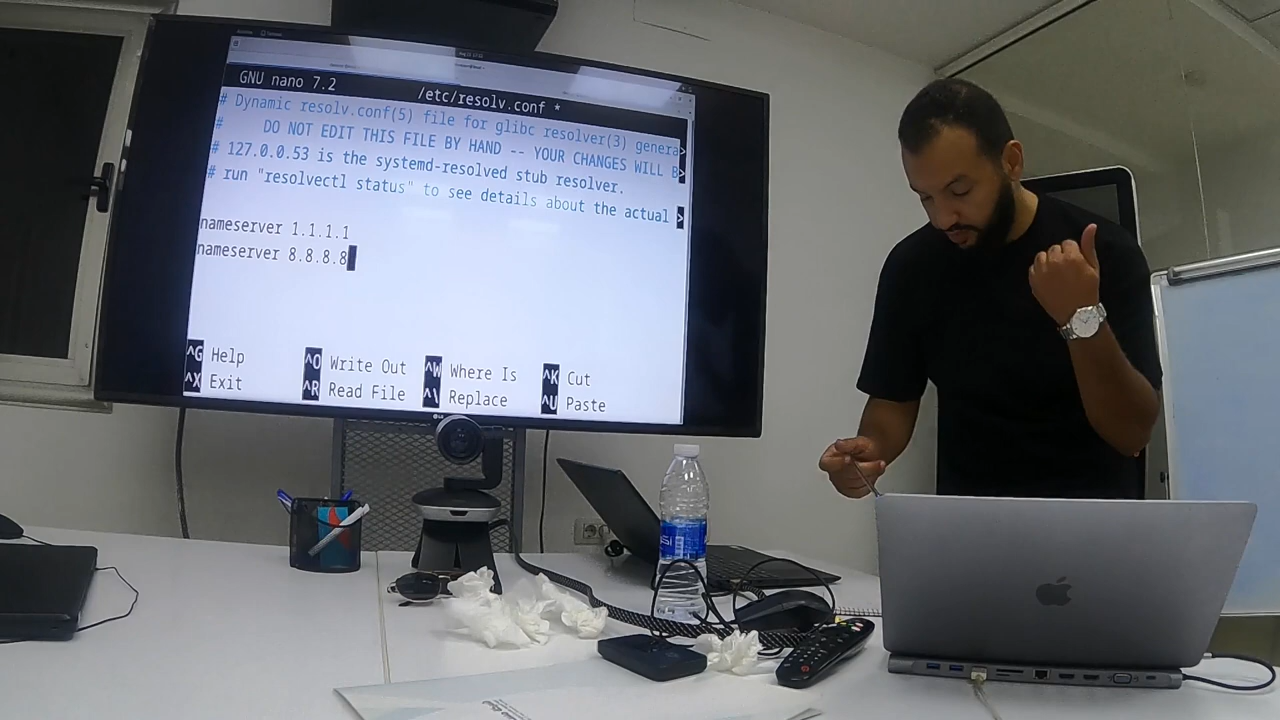 GNU nano 7.2
/etc/resolv.conf *
# Dynamic resolv.conf(5) file for glibc resolver(3) genera>
# DO NOT EDIT THIS FILE BY HAND -- YOUR CHANGES WILL B>
# 127.0.0.53 is the systemd-resolved stub resolver.
# run "resolvectl status" to see details about the actual >
nameserver 1.1.1.1
nameserver 8.8.8.8
^G Help ^O Write Out ^W Where Is ^K Cut
^X Exit ^R Read File ^\ Replace ^U Paste
LG